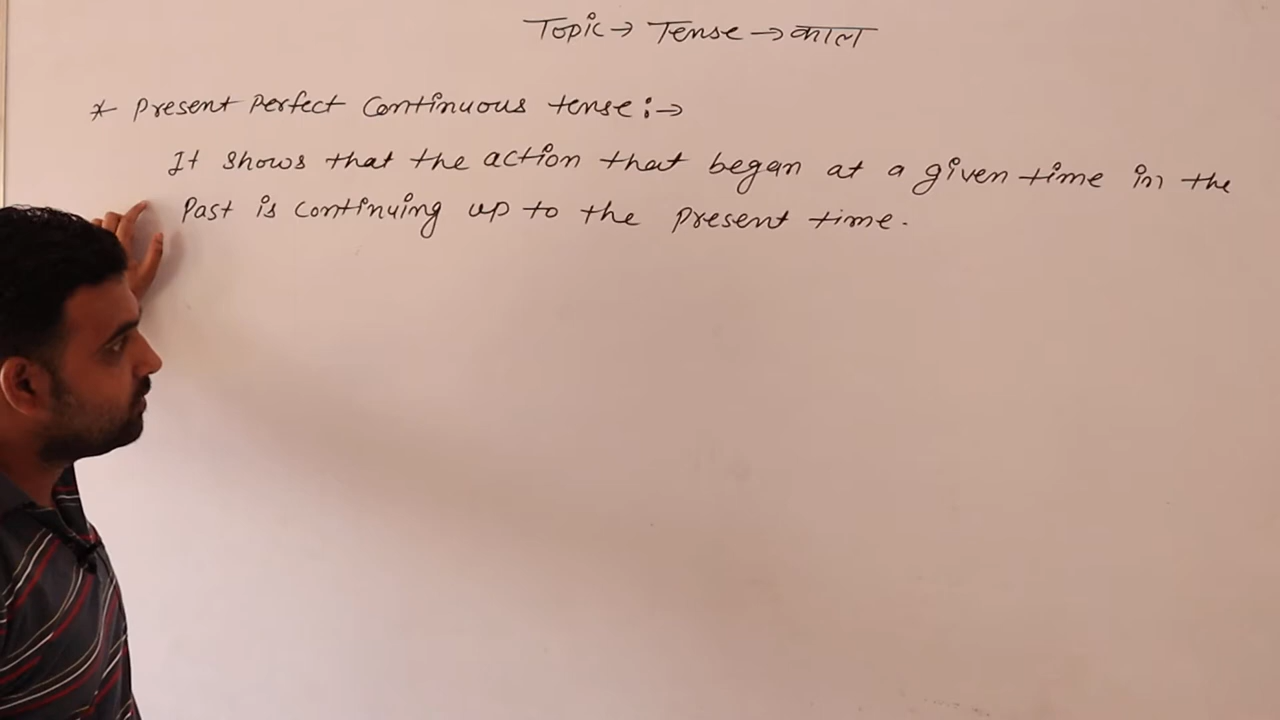 Topic → Tense → काल
* Present Perfect Continuous tense :→
It shows that the action that began at a given time in the
Past is continuing up to the present time.